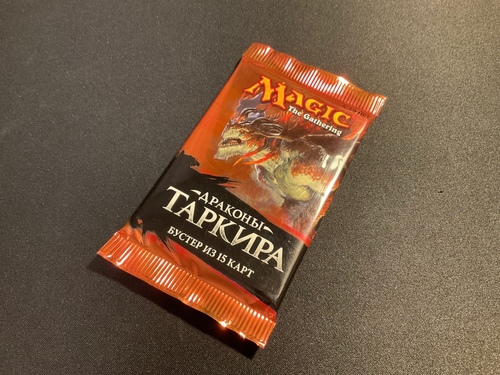 MAGIC
The Gathering
ДРАКОНЫ
ТАРКИРА
БУСТЕР ИЗ 15 КАРТ